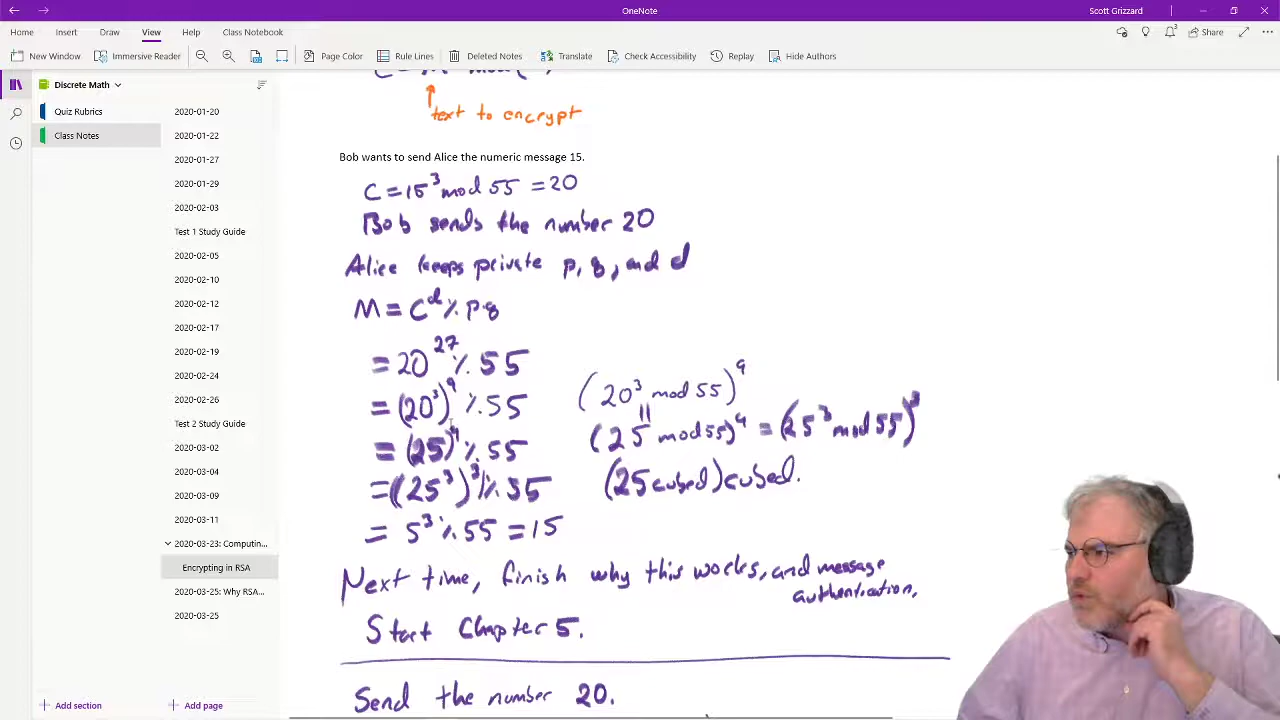 OneNote
Scott Grizzard
Home Insert Draw View Help Class Notebook
Share
New Window Immersive Reader Page Color Rule Lines Deleted Notes Translate Check Accessibility Replay Hide Authors
Discrete Math
Quiz Rubrics
Class Notes
2020-01-20
2020-01-22
2020-01-27
2020-01-29
2020-02-03
Test 1 Study Guide
2020-02-05
2020-02-10
2020-02-12
2020-02-17
2020-02-19
2020-02-24
2020-02-26
Test 2 Study Guide
2020-03-02
2020-03-04
2020-03-09
2020-03-11
2020-03-23: Computin...
Encrypting in RSA
2020-03-25: Why RSA...
2020-03-25
Add section
Add page
text to encrypt
Bob wants to send Alice the numeric message 15.
C = 15³ mod 55 = 20
Bob sends the number 20
Alice keeps private p, q, and d
M = C^d % p·q
= 20²⁷ % 55
= (20³)⁹ % 55
= (25)⁹ % 55
= ((25³)³ % 55
= 5³ % 55 = 15
(20³ mod 55)⁹
(25 mod 55)⁹ = (25³ mod 55)³
(25 cubed) cubed.
Next time, finish why this works, and message
authentication.
Start Chapter 5.
Send the number 20.